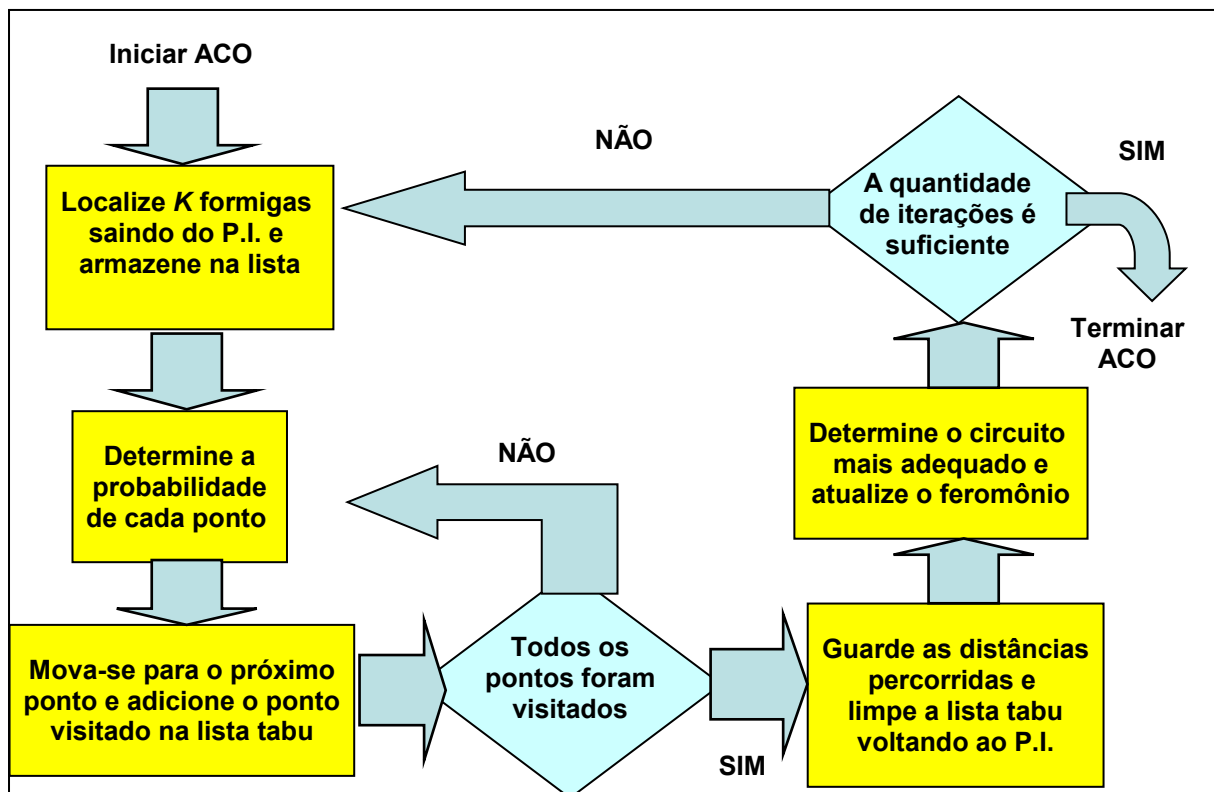 Iniciar ACO
Localize K formigas
saindo do P.I. e
armazene na lista
Determine a
probabilidade
de cada ponto
Mova-se para o próximo
ponto e adicione o ponto
visitado na lista tabu
NÃO
Todos os
pontos foram
visitados
SIM
Guarde as distâncias
percorridas e
limpe a lista tabu
voltando ao P.I.
Determine o circuito
mais adequado e
atualize o feromônio
NÃO
A quantidade
de iterações é
suficiente
SIM
Terminar
ACO